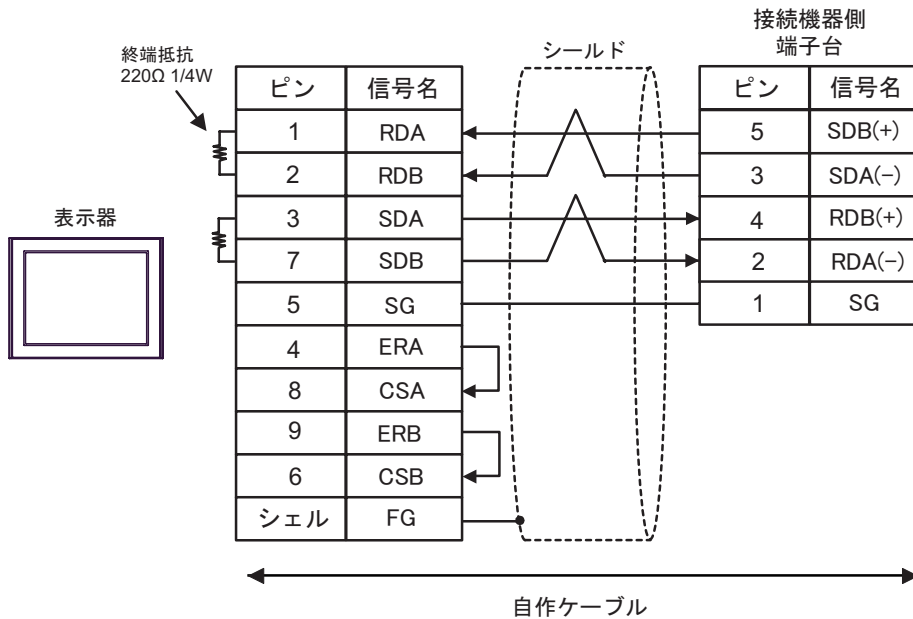 接続機器側
端子台
シールド
終端抵抗
220Ω 1/4W
ピン 信号名
1 RDA
2 RDB
3 SDA
7 SDB
5 SG
4 ERA
8 CSA
9 ERB
6 CSB
シェル FG
ピン 信号名
5 SDB(+)
3 SDA(−)
4 RDB(+)
2 RDA(−)
1 SG
表示器
自作ケーブル